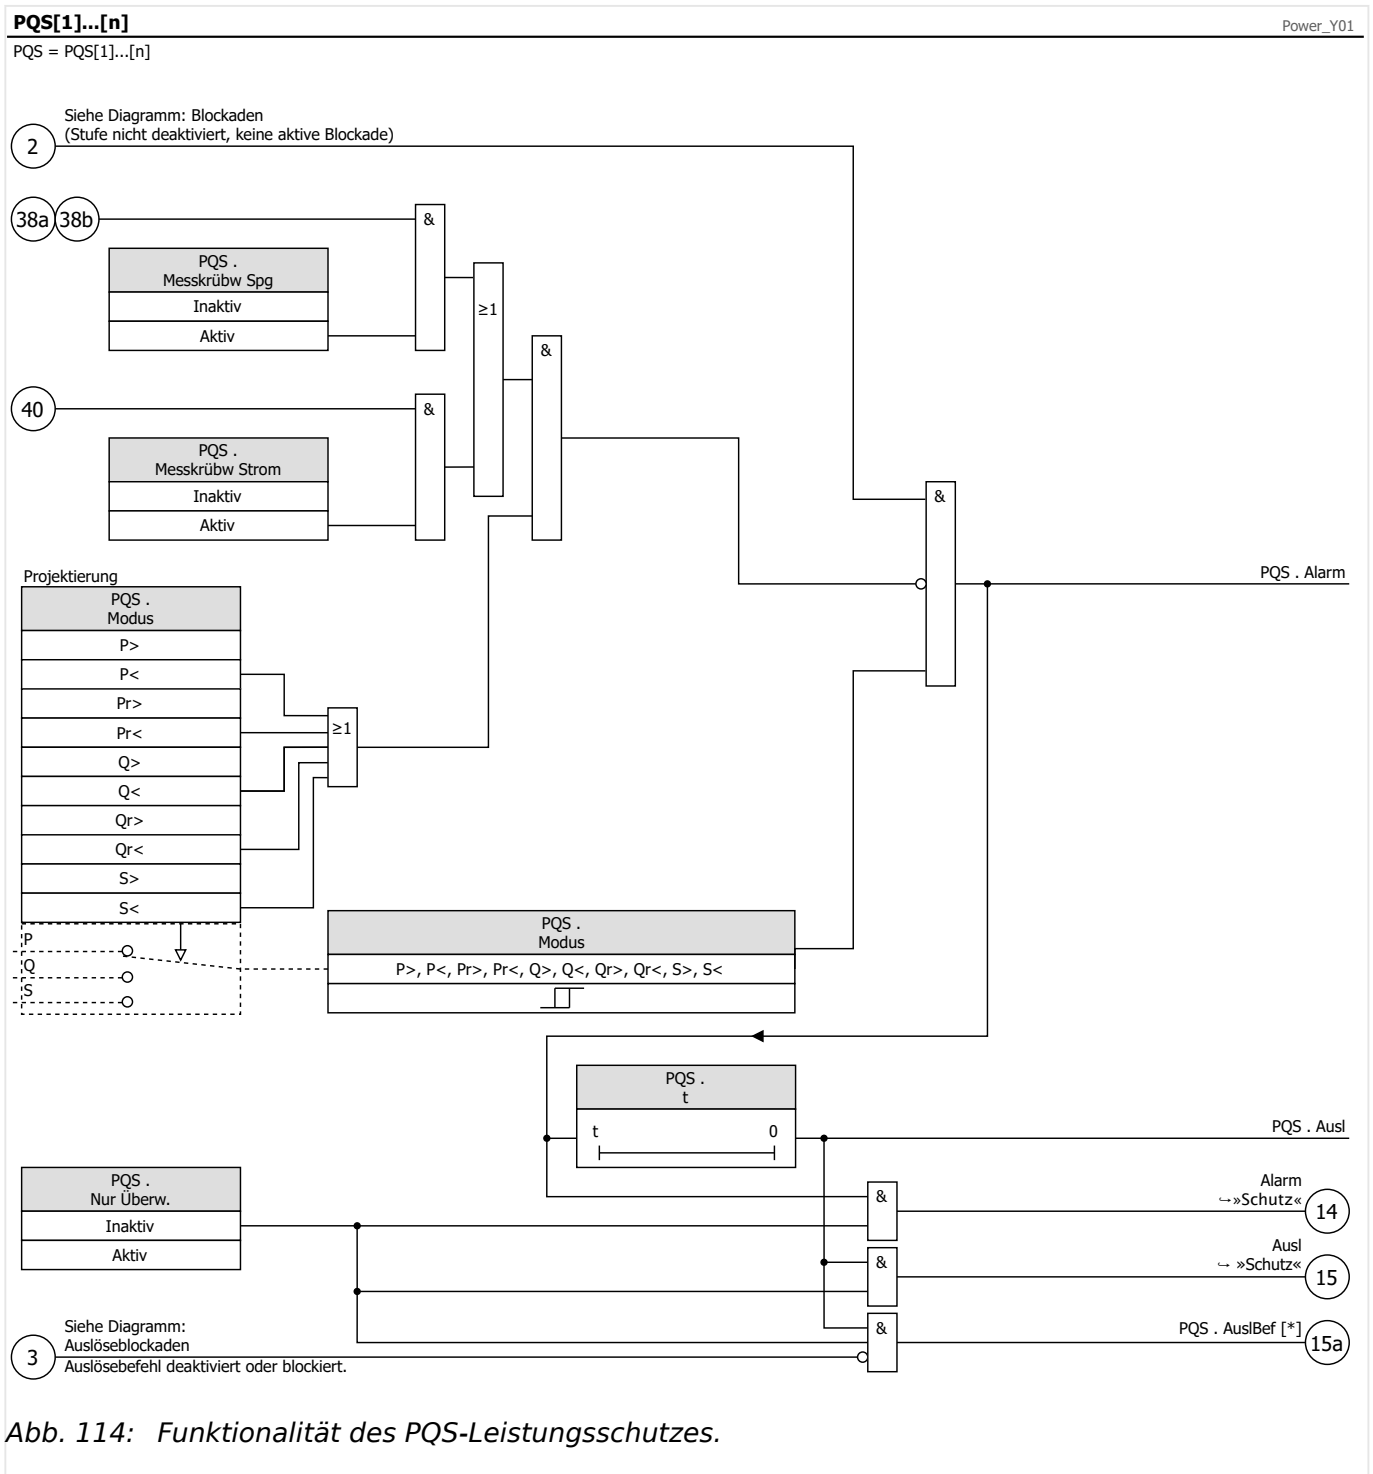 PQS[1]...[n]
Power_Y01
PQS = PQS[1]...[n]
Siehe Diagramm: Blockaden
(Stufe nicht deaktiviert, keine aktive Blockade)
2
38a 38b
&
PQS .
Messkrübw Spg
Inaktiv
Aktiv
≥1
&
40
&
PQS .
Messkrübw Strom
Inaktiv
Aktiv
&
PQS . Alarm
Projektierung
PQS .
Modus
P>
P<
Pr>
Pr<
≥1
Q>
Q<
Qr>
Qr<
S>
S<
P
Q
S
PQS .
Modus
P>, P<, Pr>, Pr<, Q>, Q<, Qr>, Qr<, S>, S<
PQS .
t
t 0
PQS . Ausl
PQS .
Nur Überw.
Inaktiv
Aktiv
&
Alarm
↪»Schutz«
14
&
Ausl
↪ »Schutz«
15
Siehe Diagramm:
Auslöseblockaden
Auslösebefehl deaktiviert oder blockiert.
3
&
PQS . AuslBef [*]
15a
Abb. 114: Funktionalität des PQS-Leistungsschutzes.